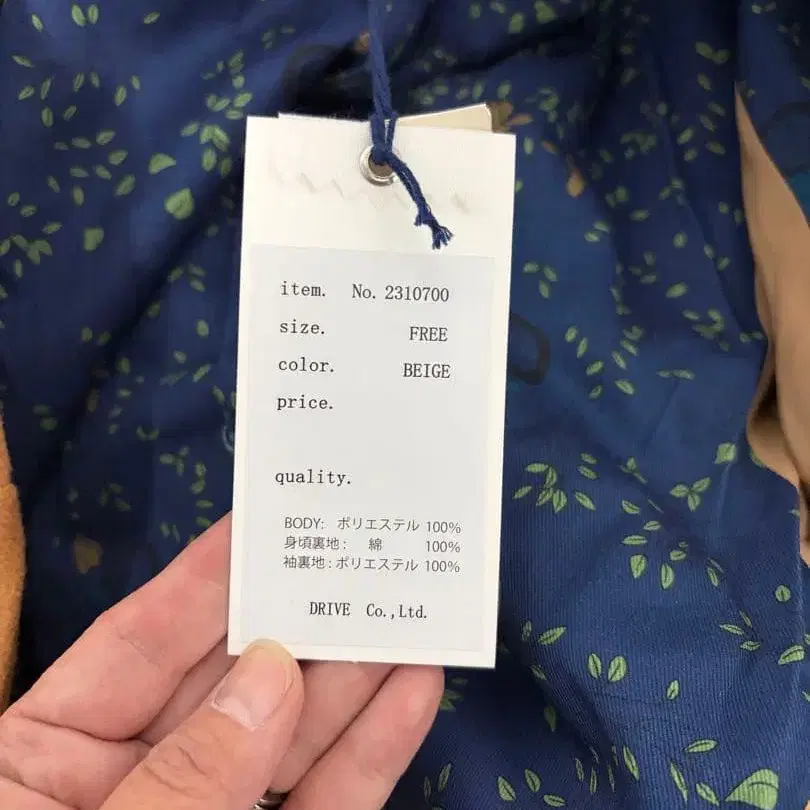 item. No. 2310700
size. FREE
color. BEIGE
price.
quality.
BODY: ポリエステル 100%
身頃裏地: 綿 100%
袖裏地:ポリエステル 100%
DRIVE Co.,Ltd.